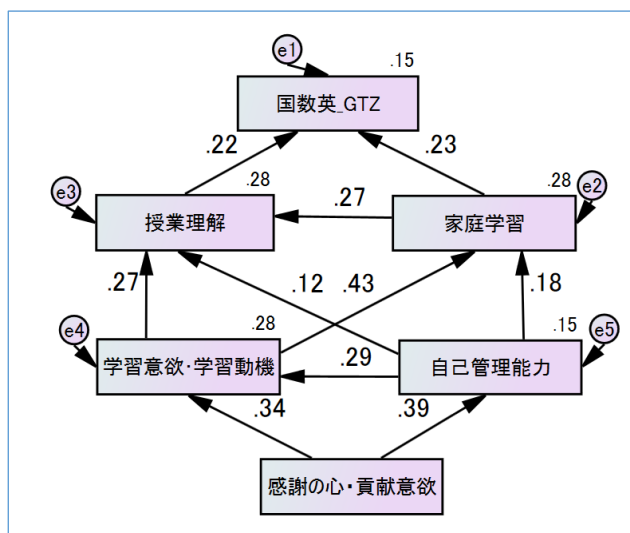 e1
.15
国数英_GTZ
.22
.23
e3
.28
.28
e2
授業理解
.27
家庭学習
.27
.12
.43
.18
e4
.28
.15
e5
学習意欲・学習動機
.29
自己管理能力
.34
.39
感謝の心・貢献意欲